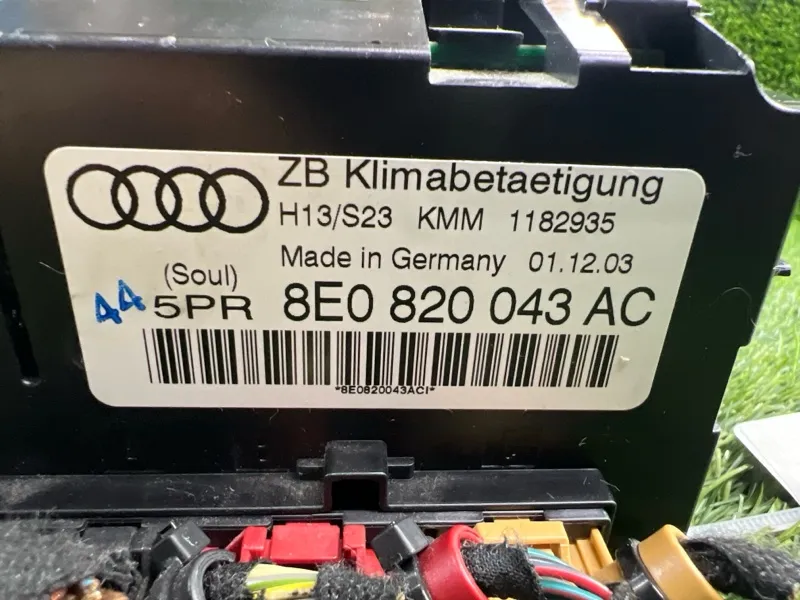 ZB Klimabetaetigung
H13/S23 KMM 1182935
Made in Germany 01.12.03
(Soul)
44 5PR 8E0 820 043 AC
*8E0820043ACI*